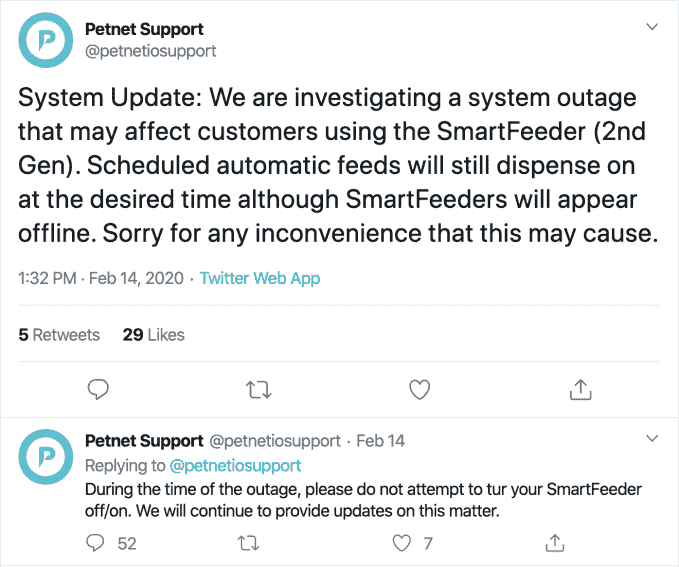 Petnet Support
@petnetiosupport
System Update: We are investigating a system outage
that may affect customers using the SmartFeeder (2nd
Gen). Scheduled automatic feeds will still dispense on
at the desired time although SmartFeeders will appear
offline. Sorry for any inconvenience that this may cause.
1:32 PM · Feb 14, 2020 · Twitter Web App
5 Retweets 29 Likes
Petnet Support @petnetiosupport · Feb 14
Replying to @petnetiosupport
During the time of the outage, please do not attempt to tur your SmartFeeder
off/on. We will continue to provide updates on this matter.
52 7